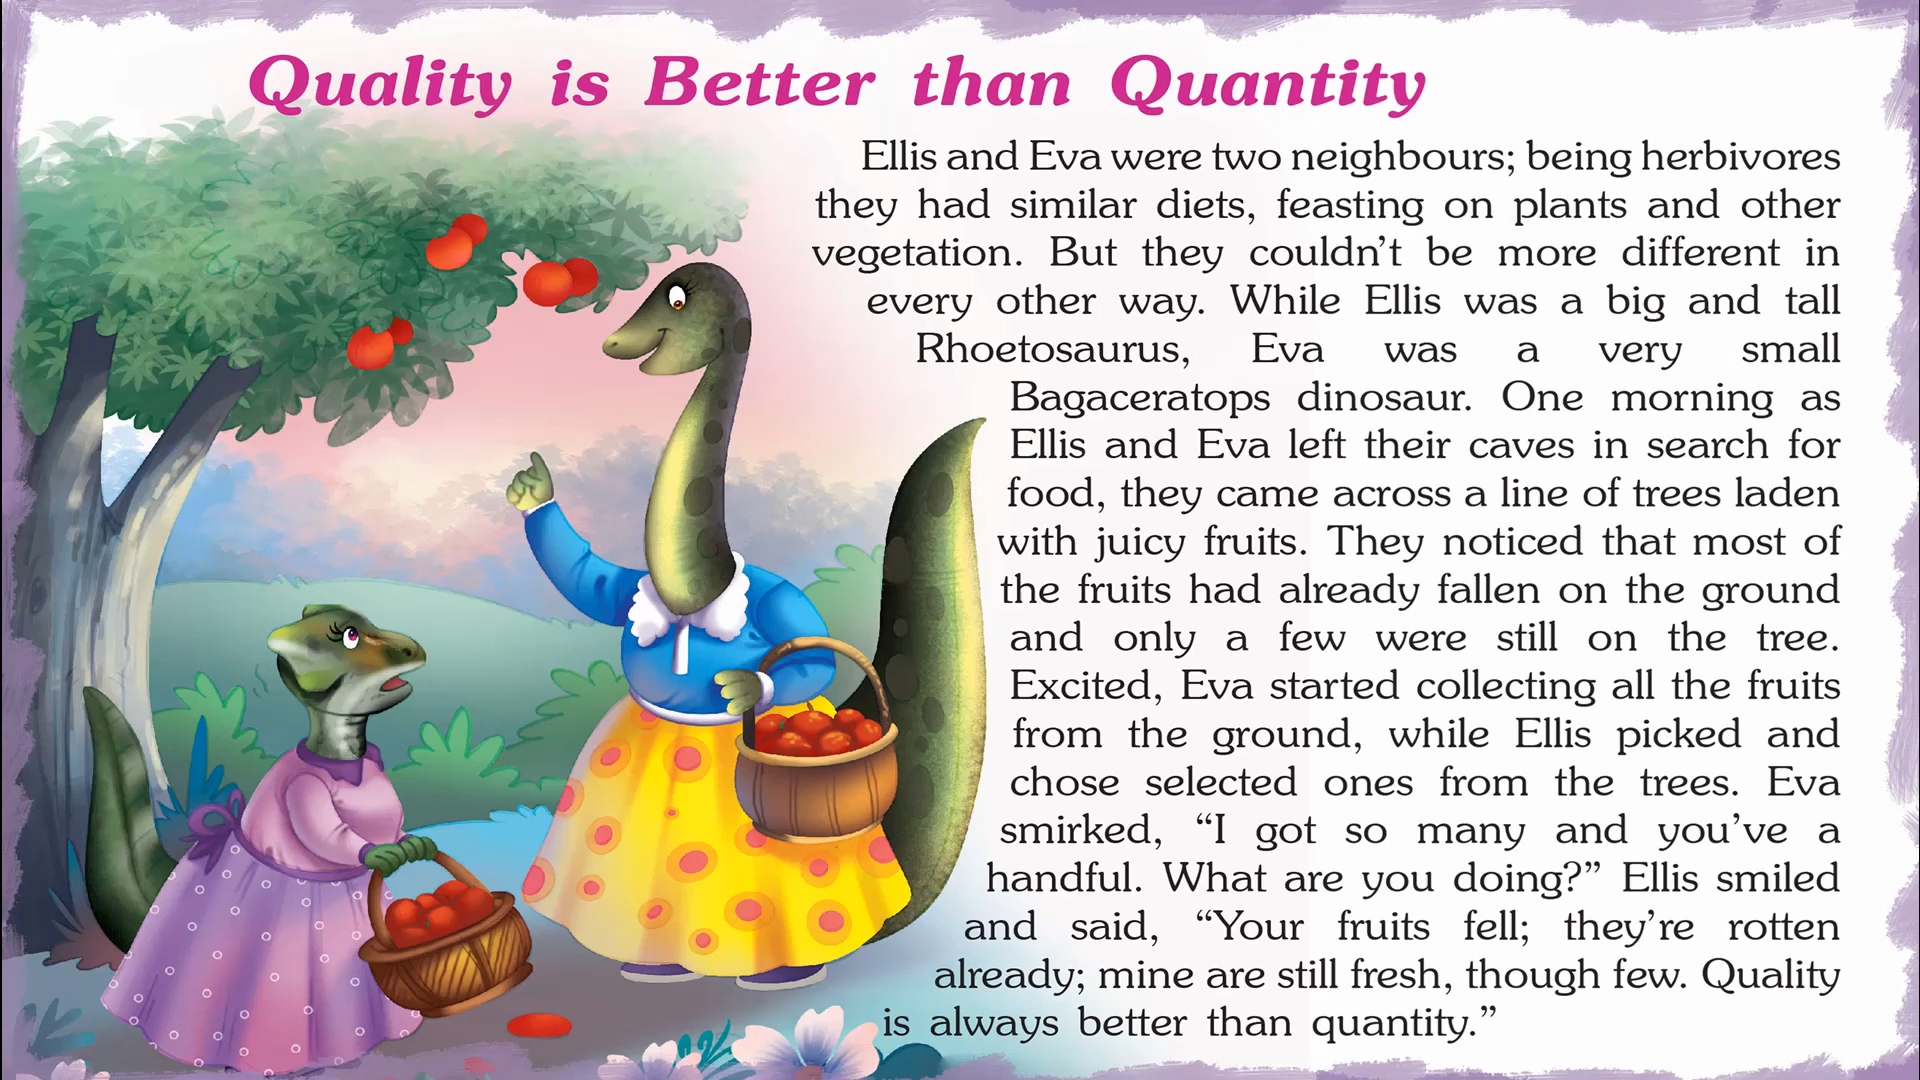 Quality is Better than Quantity
Ellis and Eva were two neighbours; being herbivores
they had similar diets, feasting on plants and other
vegetation. But they couldn’t be more different in
every other way. While Ellis was a big and tall
Rhoetosaurus, Eva was a very small
Bagaceratops dinosaur. One morning as
Ellis and Eva left their caves in search for
food, they came across a line of trees laden
with juicy fruits. They noticed that most of
the fruits had already fallen on the ground
and only a few were still on the tree.
Excited, Eva started collecting all the fruits
from the ground, while Ellis picked and
chose selected ones from the trees. Eva
smirked, “I got so many and you’ve a
handful. What are you doing?” Ellis smiled
and said, “Your fruits fell; they’re rotten
already; mine are still fresh, though few. Quality
is always better than quantity.”